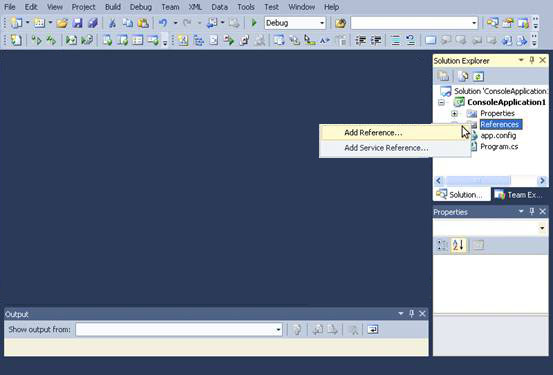 File Edit View Project Build Debug Team XML Data Tools Test Window Help
Debug
Solution Explorer
Solution 'ConsoleApplication
ConsoleApplication1
Properties
References
app.config
Program.cs
Add Reference...
Add Service Reference...
Solution... Team Ex...
Properties
Output
Show output from: